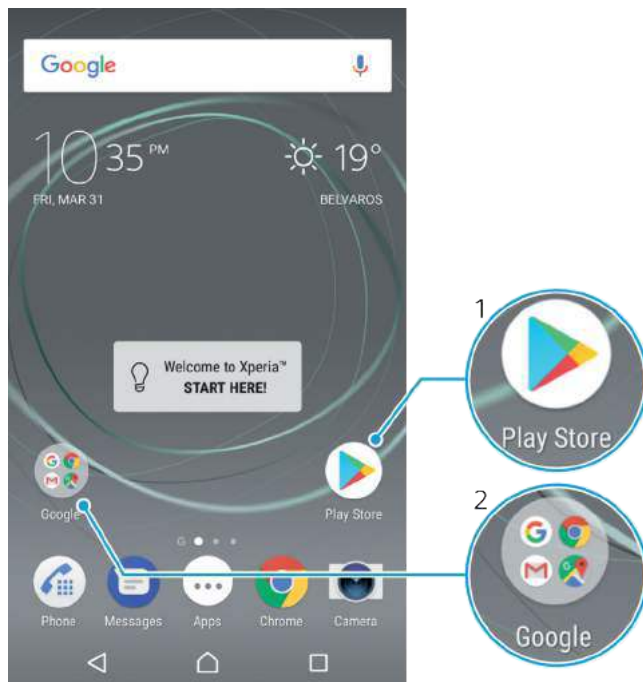 Google
10 35 PM
19°
FRI, MAR 31
BELVAROS
Welcome to Xperia™
START HERE!
Google
Play Store
G
Phone
Messages
Apps
Chrome
Camera
1
Play Store
2
G
M
Google